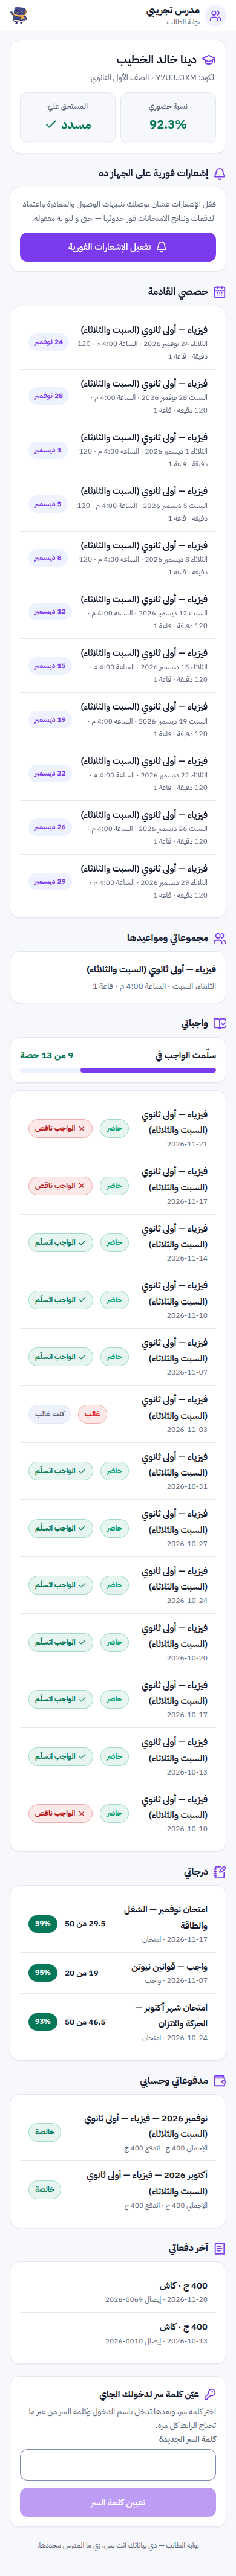 مدرس تجريبي
بوابة الطالب
دينا خالد الخطيب
الكود: Y7U3J3XM · الصف الأول الثانوي
نسبة حضوري
92.3%
المستحق عليّ
مسدد
إشعارات فورية على الجهاز ده
فعّل الإشعارات عشان توصلك تنبيهات الوصول والمغادرة واعتماد
الدفعات ونتائج الامتحانات فور حدوثها — حتى والبوابة مقفولة.
تفعيل الإشعارات الفورية
حصصي القادمة
فيزياء — أولى ثانوي (السبت والثلاثاء)
الثلاثاء 24 نوفمبر 2026 · الساعة 4:00 م · 120
دقيقة · قاعة 1
24 نوفمبر
فيزياء — أولى ثانوي (السبت والثلاثاء)
السبت 28 نوفمبر 2026 · الساعة 4:00 م ·
120 دقيقة · قاعة 1
28 نوفمبر
فيزياء — أولى ثانوي (السبت والثلاثاء)
الثلاثاء 1 ديسمبر 2026 · الساعة 4:00 م · 120
دقيقة · قاعة 1
1 ديسمبر
فيزياء — أولى ثانوي (السبت والثلاثاء)
السبت 5 ديسمبر 2026 · الساعة 4:00 م · 120
دقيقة · قاعة 1
5 ديسمبر
فيزياء — أولى ثانوي (السبت والثلاثاء)
الثلاثاء 8 ديسمبر 2026 · الساعة 4:00 م · 120
دقيقة · قاعة 1
8 ديسمبر
فيزياء — أولى ثانوي (السبت والثلاثاء)
السبت 12 ديسمبر 2026 · الساعة 4:00 م ·
120 دقيقة · قاعة 1
12 ديسمبر
فيزياء — أولى ثانوي (السبت والثلاثاء)
الثلاثاء 15 ديسمبر 2026 · الساعة 4:00 م ·
120 دقيقة · قاعة 1
15 ديسمبر
فيزياء — أولى ثانوي (السبت والثلاثاء)
السبت 19 ديسمبر 2026 · الساعة 4:00 م ·
120 دقيقة · قاعة 1
19 ديسمبر
فيزياء — أولى ثانوي (السبت والثلاثاء)
الثلاثاء 22 ديسمبر 2026 · الساعة 4:00 م ·
120 دقيقة · قاعة 1
22 ديسمبر
فيزياء — أولى ثانوي (السبت والثلاثاء)
السبت 26 ديسمبر 2026 · الساعة 4:00 م ·
120 دقيقة · قاعة 1
26 ديسمبر
فيزياء — أولى ثانوي (السبت والثلاثاء)
الثلاثاء 29 ديسمبر 2026 · الساعة 4:00 م ·
120 دقيقة · قاعة 1
29 ديسمبر
مجموعاتي ومواعيدها
فيزياء — أولى ثانوي (السبت والثلاثاء)
الثلاثاء، السبت · الساعة 4:00 م · قاعة 1
واجباتي
سلّمت الواجب في
9 من 13 حصة
فيزياء — أولى ثانوي
(السبت والثلاثاء)
2026-11-21
حاضر
الواجب ناقص
فيزياء — أولى ثانوي
(السبت والثلاثاء)
2026-11-17
حاضر
الواجب ناقص
فيزياء — أولى ثانوي
(السبت والثلاثاء)
2026-11-14
حاضر
الواجب اتسلّم
فيزياء — أولى ثانوي
(السبت والثلاثاء)
2026-11-10
حاضر
الواجب اتسلّم
فيزياء — أولى ثانوي
(السبت والثلاثاء)
2026-11-07
حاضر
الواجب اتسلّم
فيزياء — أولى ثانوي
(السبت والثلاثاء)
2026-11-03
غائب
كنت غائب
فيزياء — أولى ثانوي
(السبت والثلاثاء)
2026-10-31
حاضر
الواجب اتسلّم
فيزياء — أولى ثانوي
(السبت والثلاثاء)
2026-10-27
حاضر
الواجب اتسلّم
فيزياء — أولى ثانوي
(السبت والثلاثاء)
2026-10-24
حاضر
الواجب اتسلّم
فيزياء — أولى ثانوي
(السبت والثلاثاء)
2026-10-20
حاضر
الواجب اتسلّم
فيزياء — أولى ثانوي
(السبت والثلاثاء)
2026-10-17
حاضر
الواجب اتسلّم
فيزياء — أولى ثانوي
(السبت والثلاثاء)
2026-10-13
حاضر
الواجب اتسلّم
فيزياء — أولى ثانوي
(السبت والثلاثاء)
2026-10-10
حاضر
الواجب ناقص
درجاتي
امتحان نوفمبر — الشغل
والطاقة
2026-11-17 · امتحان
29.5 من 50
59%
واجب — قوانين نيوتن
2026-11-07 · واجب
19 من 20
95%
امتحان شهر أكتوبر —
الحركة والاتزان
2026-10-24 · امتحان
46.5 من 50
93%
مدفوعاتي وحسابي
نوفمبر 2026 — فيزياء — أولى ثانوي
(السبت والثلاثاء)
الإجمالي 400 ج · اندفع 400 ج
خالصة
أكتوبر 2026 — فيزياء — أولى ثانوي
(السبت والثلاثاء)
الإجمالي 400 ج · اندفع 400 ج
خالصة
آخر دفعاتي
400 ج · كاش
2026-11-20 · إيصال 0069-2026
400 ج · كاش
2026-10-13 · إيصال 0010-2026
عيّن كلمة سر لدخولك الجاي
اختر كلمة سر، وبعدها تدخل باسم الدخول وكلمة السر من غير ما
تحتاج الرابط كل مرة.
كلمة السر الجديدة
تعيين كلمة السر
بوابة الطالب — دي بياناتك انت بس، زي ما المدرس محددها.